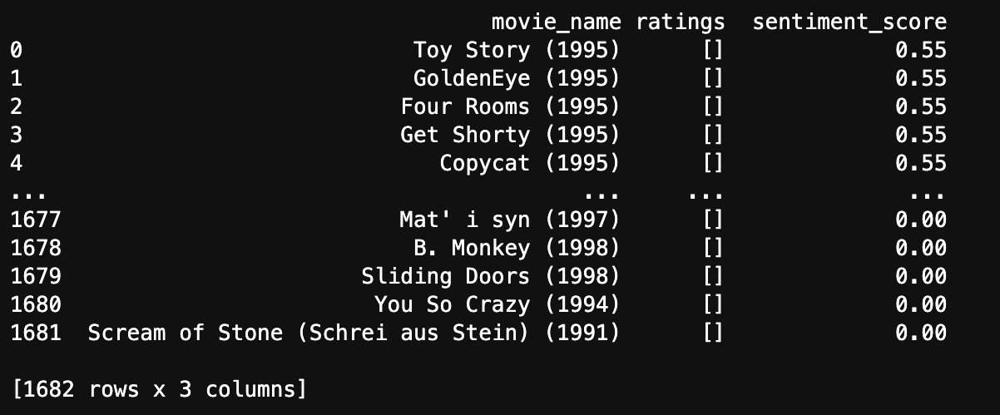 movie_name ratings sentiment_score
0 Toy Story (1995) [] 0.55
1 GoldenEye (1995) [] 0.55
2 Four Rooms (1995) [] 0.55
3 Get Shorty (1995) [] 0.55
4 Copycat (1995) [] 0.55
... ... ... ...
1677 Mat' i syn (1997) [] 0.00
1678 B. Monkey (1998) [] 0.00
1679 Sliding Doors (1998) [] 0.00
1680 You So Crazy (1994) [] 0.00
1681 Scream of Stone (Schrei aus Stein) (1991) [] 0.00
[1682 rows x 3 columns]